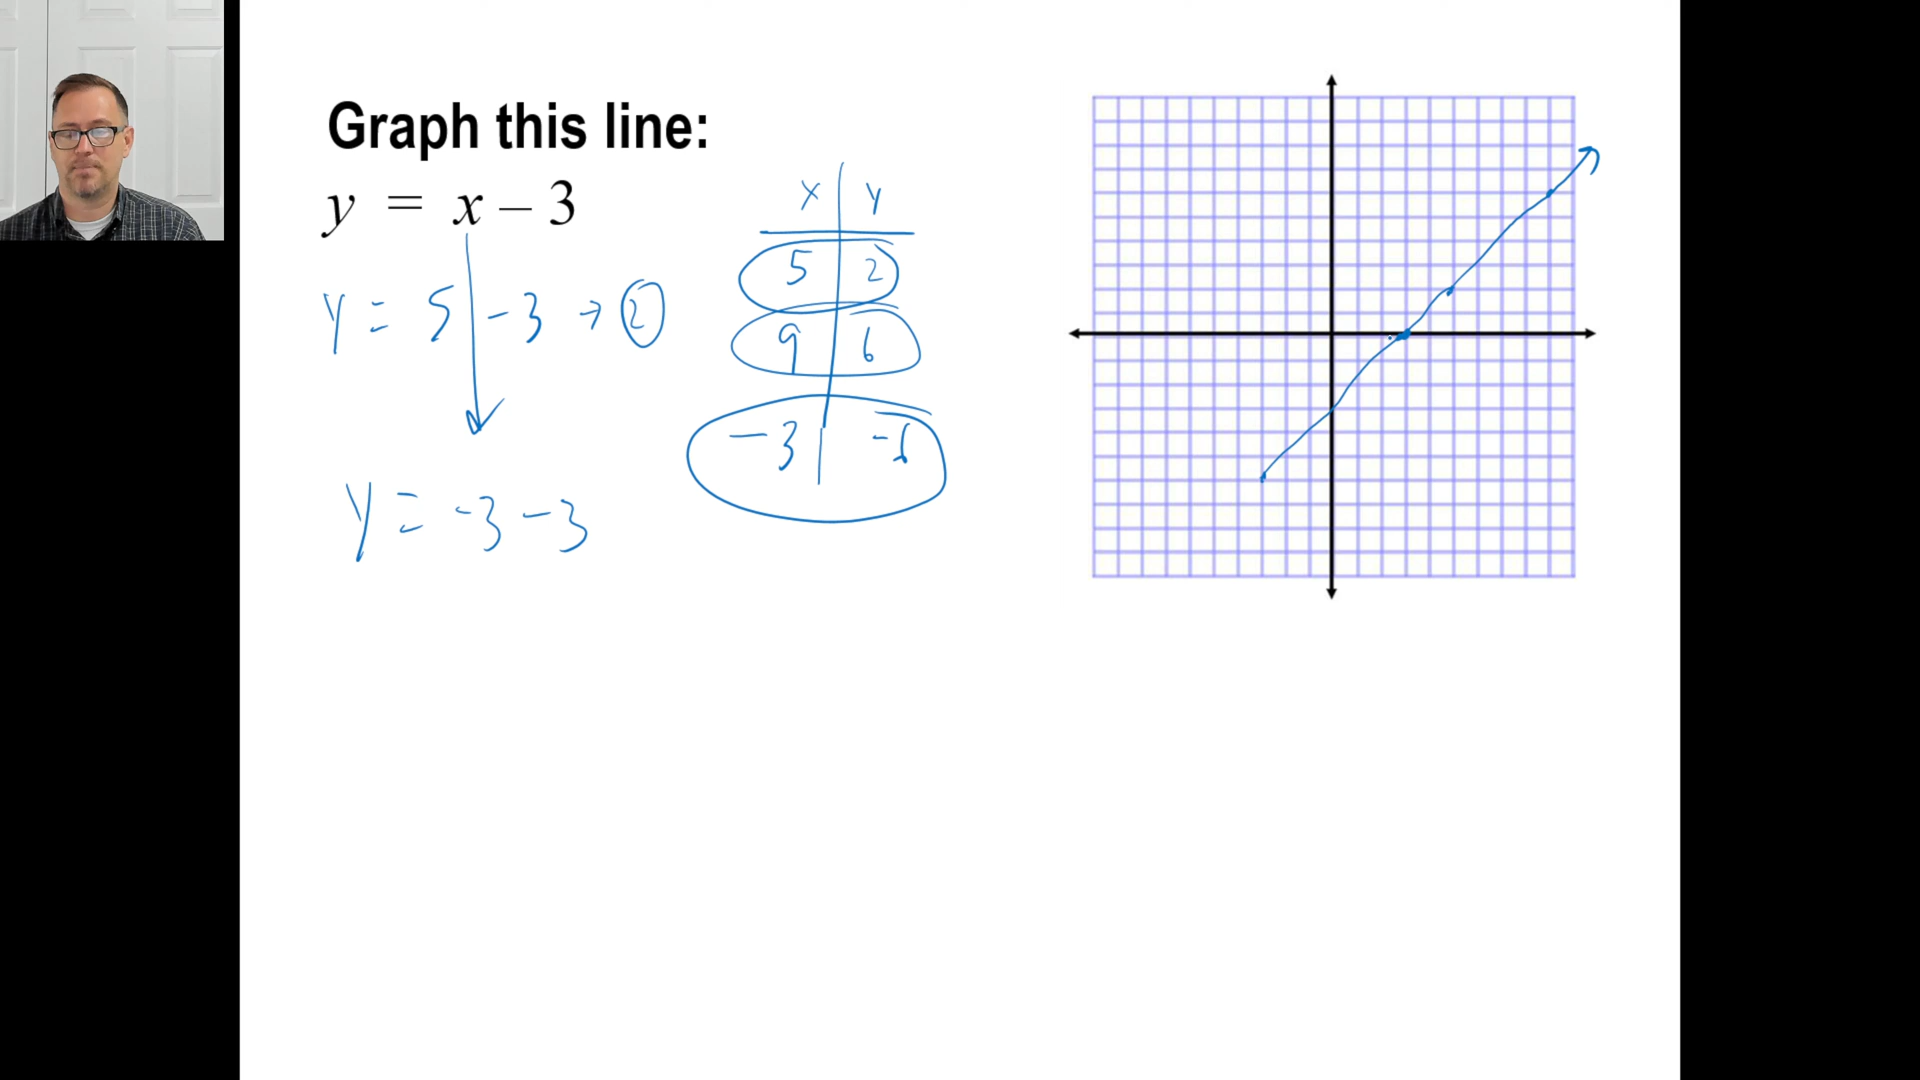 Graph this line:
y = x – 3
y = 5 - 3 → 2
y = -3 - 3
x y
5 2
9 6
-3 -6